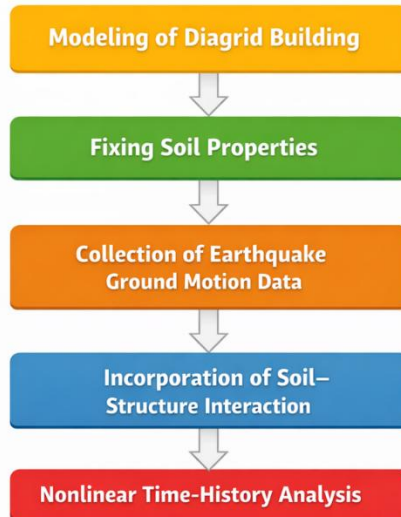 Modeling of Diagrid Building
Fixing Soil Properties
Collection of Earthquake
Ground Motion Data
Incorporation of Soil–
Structure Interaction
Nonlinear Time-History Analysis